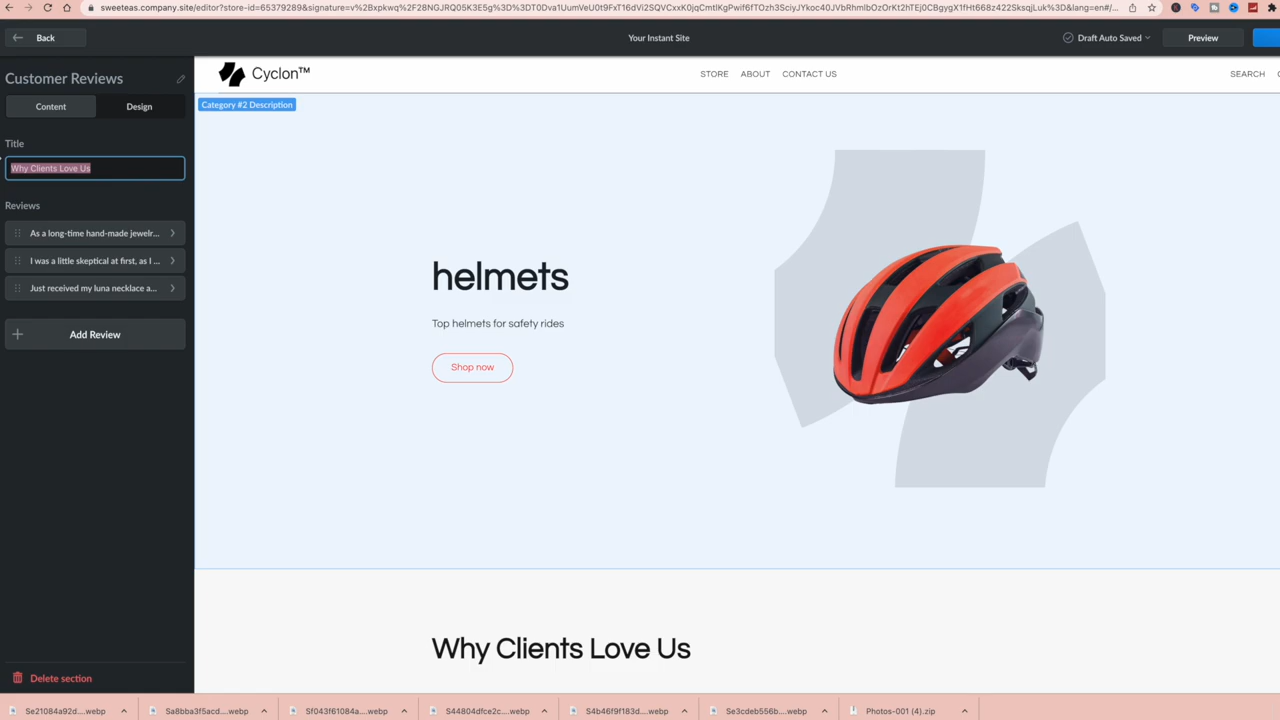 sweeteas.company.site/editor?store-id=65379289&signature=v%2Bxpkwq%2F28NGJRQ05K3E5g%3D%3D%3DT0Dva1UumVeU0t9FxT16dVi2SQVCxxK0jqCmtlKgPwif6fTOzh3SciyJYkoc40JVbRhmlbOzOrKt2hTEj0CBgygX1fHt668z422SksqjLuk%3D&lang=en#/...
Back
Your Instant Site
Draft Auto Saved
Preview
Customer Reviews
Content
Design
Title
Why Clients Love Us
Reviews
As a long-time hand-made jewelr...
I was a little skeptical at first, as I ...
Just received my luna necklace a...
Add Review
Delete section
Cyclon™
STORE
ABOUT
CONTACT US
SEARCH
Category #2 Description
helmets
Top helmets for safety rides
Shop now
Why Clients Love Us
Se21084a92d....webp
Sa8bba3f5acd....webp
Sf043f61084a....webp
S44804dfce2c....webp
S4b46f9f183d....webp
Se3cdeb556b....webp
Photos-001 (4).zip